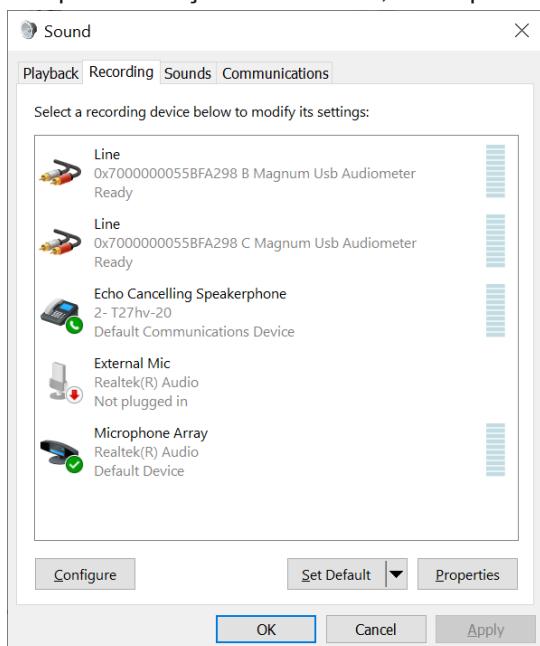 Sound
Playback Recording Sounds Communications
Select a recording device below to modify its settings:
Line
0x7000000055BFA298 B Magnum Usb Audiometer
Ready
Line
0x7000000055BFA298 C Magnum Usb Audiometer
Ready
Echo Cancelling Speakerphone
2- T27hv-20
Default Communications Device
External Mic
Realtek(R) Audio
Not plugged in
Microphone Array
Realtek(R) Audio
Default Device
Configure Set Default Properties
OK Cancel Apply